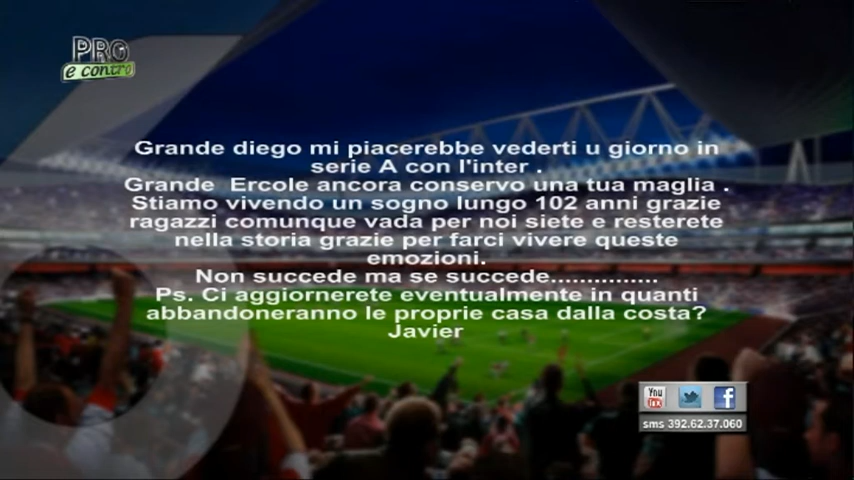 PRO
e contro
Grande diego mi piacerebbe vederti u giorno in
serie A con l'inter .
Grande Ercole ancora conservo una tua maglia .
Stiamo vivendo un sogno lungo 102 anni grazie
ragazzi comunque vada per noi siete e resterete
nella storia grazie per farci vivere queste
emozioni.
Non succede ma se succede...............
Ps. Ci aggiornerete eventualmente in quanti
abbandoneranno le proprie casa dalla costa?
Javier
sms 392.62.37.060